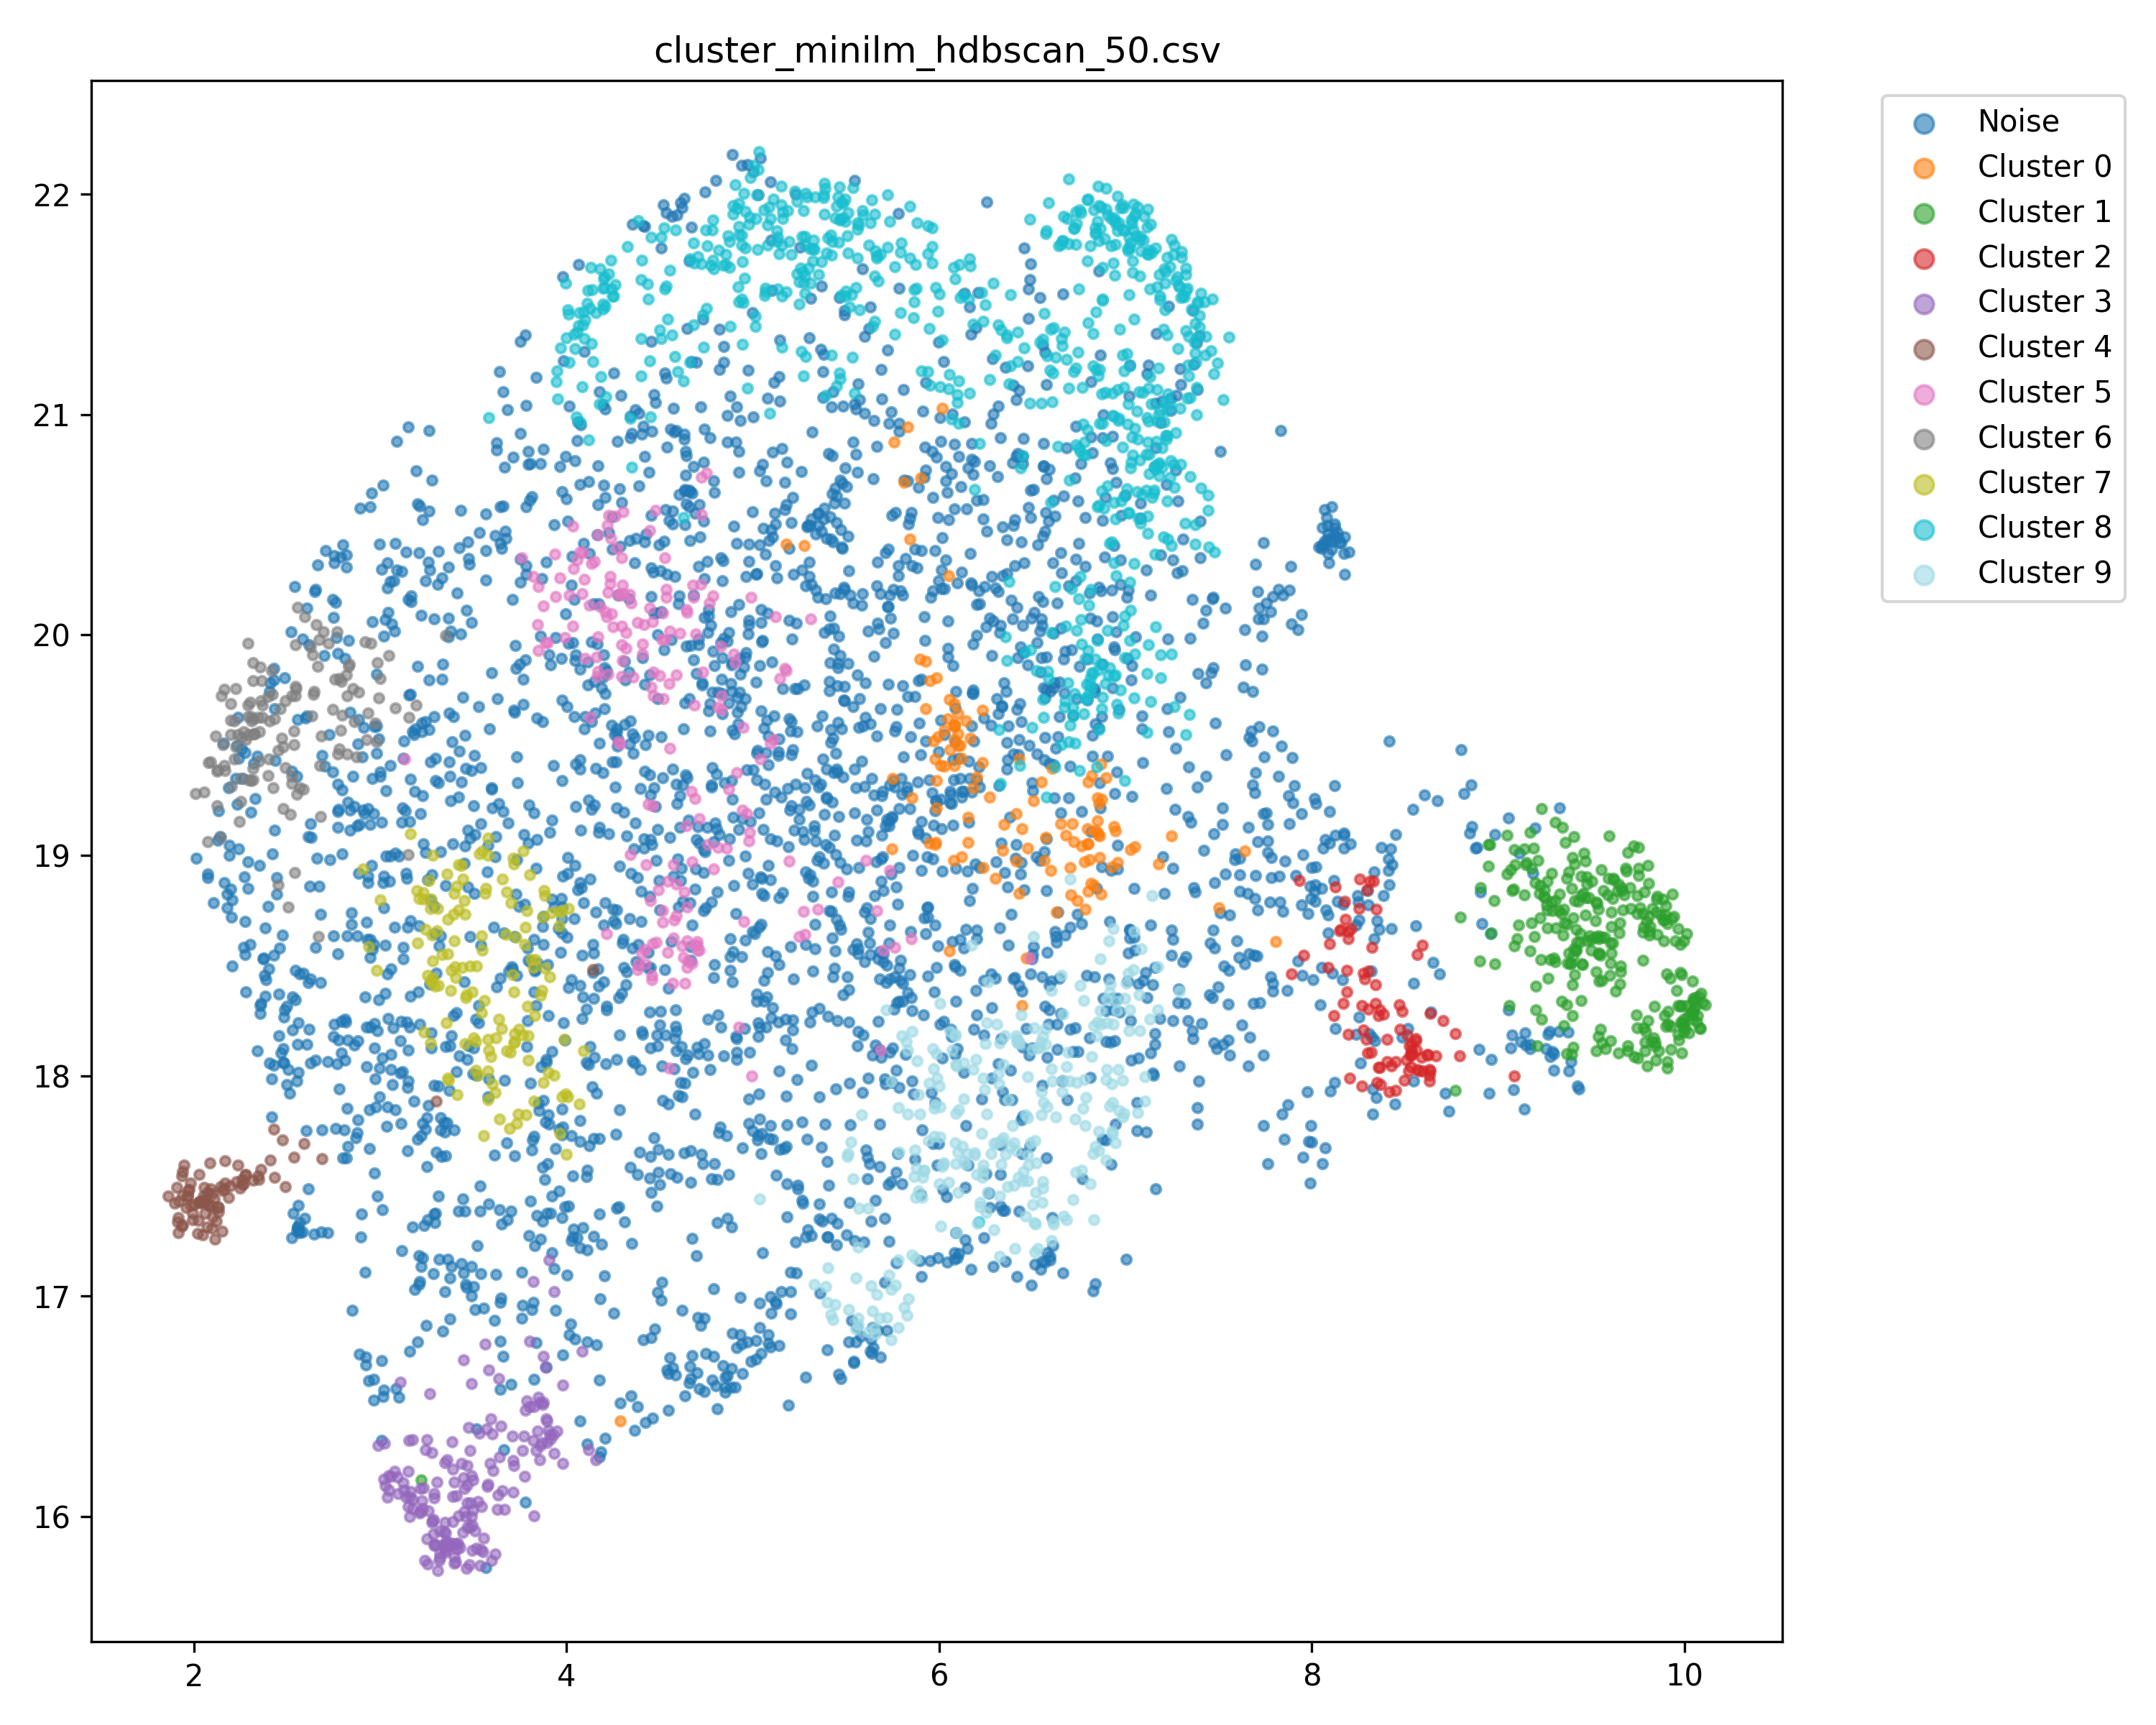 cluster_minilm_hdbscan_50.csv
Noise
Cluster 0
Cluster 1
Cluster 2
Cluster 3
Cluster 4
Cluster 5
Cluster 6
Cluster 7
Cluster 8
Cluster 9
22
21
20
19
18
17
16
2 4 6 8 10